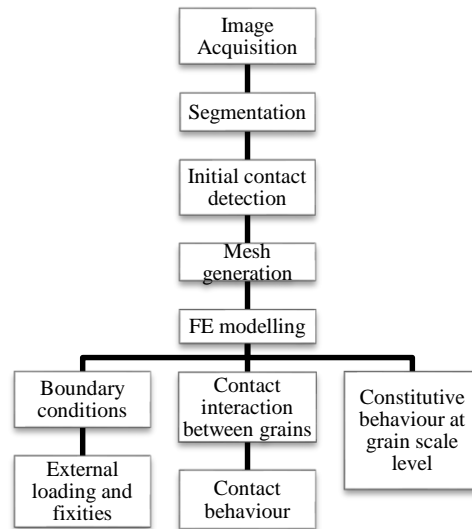 Image
Acquisition
Segmentation
Initial contact
detection
Mesh
generation
FE modelling
Boundary
conditions
External
loading and
fixities
Contact
interaction
between grains
Contact
behaviour
Constitutive
behaviour at
grain scale
level